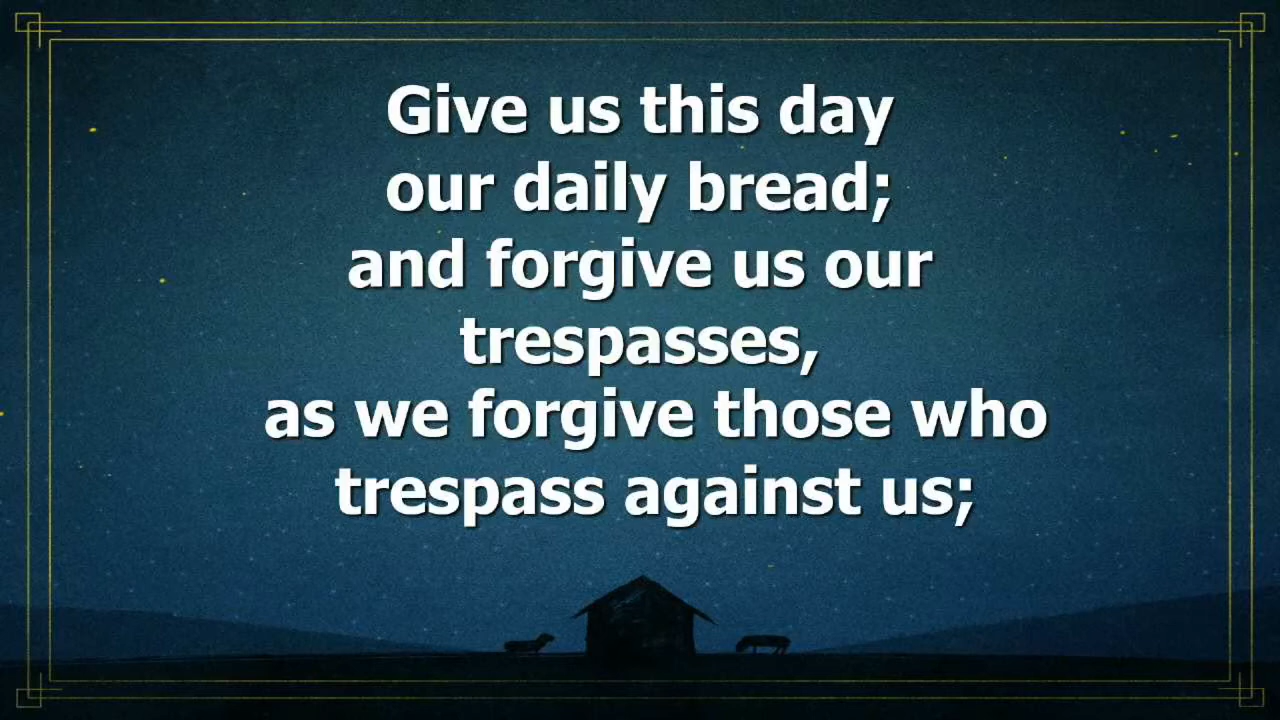 Give us this day
our daily bread;
and forgive us our
trespasses,
as we forgive those who
trespass against us;